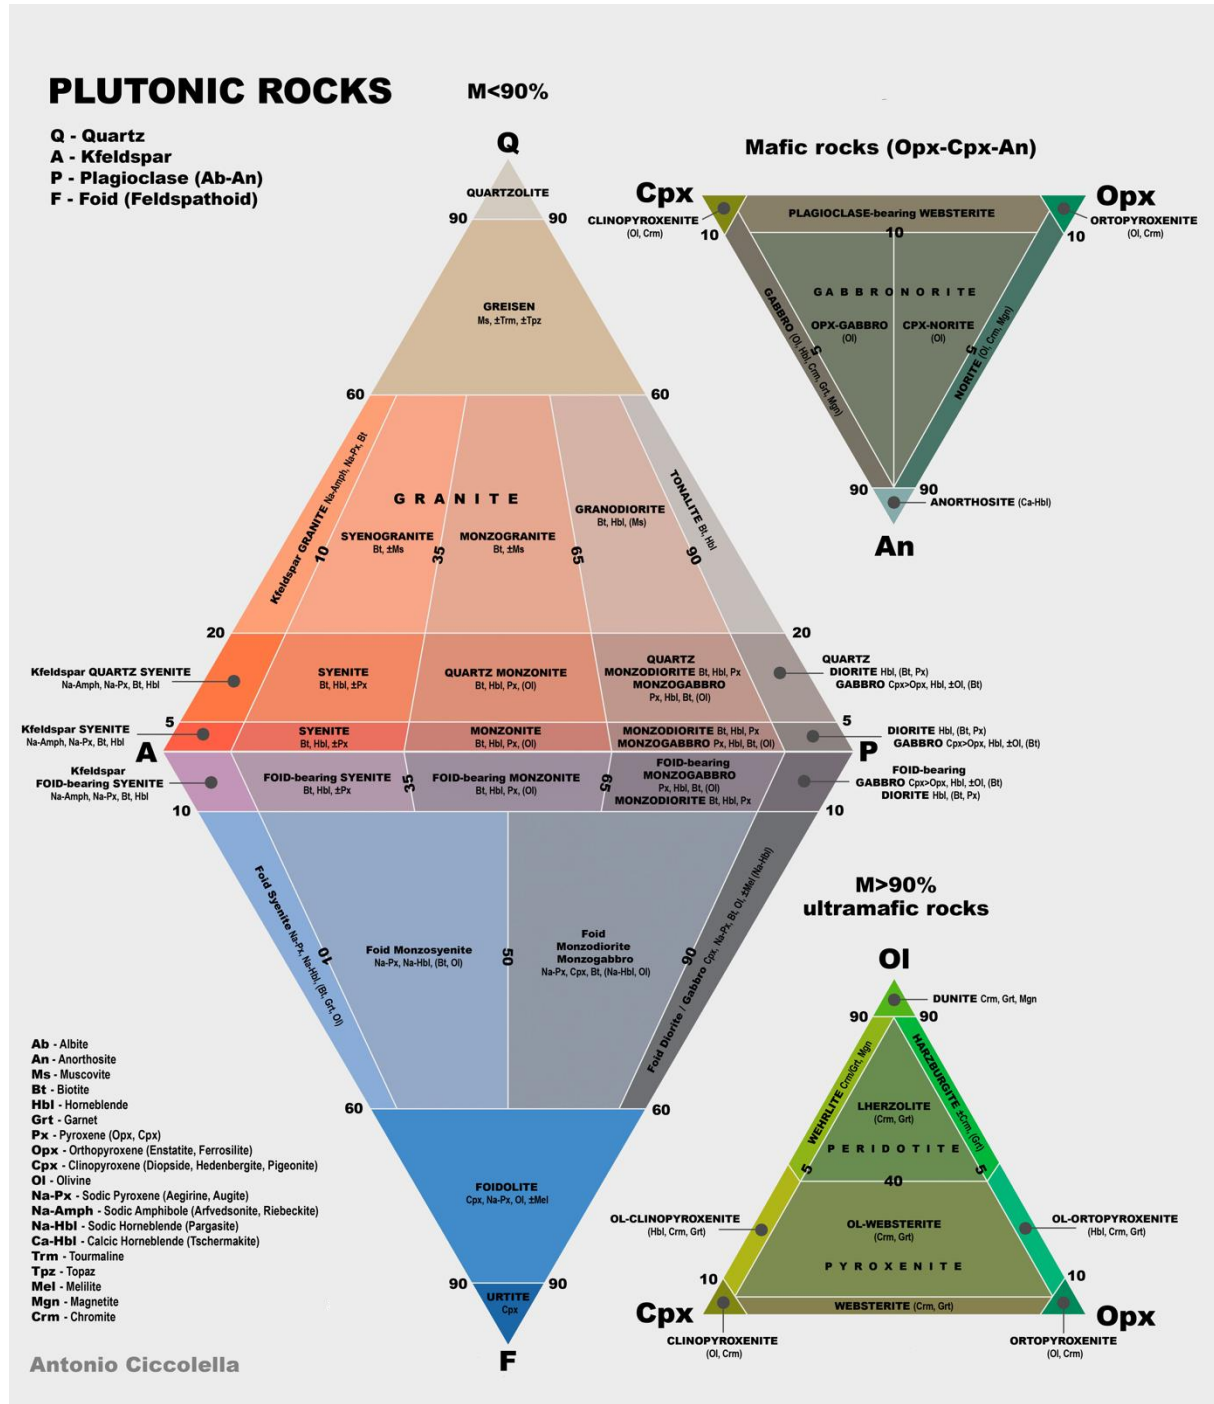 PLUTONIC ROCKS
M<90%
Q - Quartz
A - Kfeldspar
P - Plagioclase (Ab-An)
F - Foid (Feldspathoid)
Q
QUARTZOLITE
90
90
GREISEN
Ms, ±Trm, ±Tpz
60
60
Kfeldspar GRANITE Na-Amph, Na-Px, Bt
GRANITE
SYENOGRANITE
Bt, ±Ms
MONZOGRANITE
Bt, ±Ms
GRANODIORITE
Bt, Hbl, (Ms)
TONALITE Bt, Hbl
10
35
65
90
20
20
Kfeldspar QUARTZ SYENITE
Na-Amph, Na-Px, Bt, Hbl
SYENITE
Bt, Hbl, ±Px
QUARTZ MONZONITE
Bt, Hbl, Px, (Ol)
QUARTZ
MONZODIORITE Bt, Hbl, Px
MONZOGABBRO
Px, Hbl, Bt, (Ol)
QUARTZ
DIORITE Hbl, (Bt, Px)
GABBRO Cpx>Opx, Hbl, ±Ol, (Bt)
5
5
Kfeldspar SYENITE
Na-Amph, Na-Px, Bt, Hbl
SYENITE
Bt, Hbl, ±Px
MONZONITE
Bt, Hbl, Px, (Ol)
MONZODIORITE Bt, Hbl, Px
MONZOGABBRO Px, Hbl, Bt, (Ol)
DIORITE Hbl, (Bt, Px)
GABBRO Cpx>Opx, Hbl, ±Ol, (Bt)
A
P
Kfeldspar
FOID-bearing SYENITE
Na-Amph, Na-Px, Bt, Hbl
FOID-bearing SYENITE
Bt, Hbl, ±Px
35
FOID-bearing MONZONITE
Bt, Hbl, Px, (Ol)
65
FOID-bearing
MONZOGABBRO
Px, Hbl, Bt, (Ol)
MONZODIORITE Bt, Hbl, Px
FOID-bearing
GABBRO Cpx>Opx, Hbl, ±Ol, (Bt)
DIORITE Hbl, (Bt, Px)
10
10
Foid Syenite Na-Px, Na-Hbl, (Bt, Grt, Ol)
10
Foid Monzosyenite
Na-Px, Na-Hbl, (Bt, Ol)
50
Foid
Monzodiorite
Monzogabbro
Na-Px, Cpx, Bt, (Na-Hbl, Ol)
90
Foid Diorite / Gabbro Cpx, Na-Px, Bt, Ol, ±Mel (Na-Hbl)
60
60
FOIDOLITE
Cpx, Na-Px, Ol, ±Mel
90
90
URTITE
Cpx
F
Mafic rocks (Opx-Cpx-An)
Cpx
Opx
CLINOPYROXENITE
(Ol, Crm)
PLAGIOCLASE-bearing WEBSTERITE
ORTOPYROXENITE
(Ol, Crm)
10
10
10
GABBRONORITE
OPX-GABBRO
(Ol)
CPX-NORITE
(Ol)
5
5
GABBRO (Ol, Hbl, Crm, Grt, Mgn)
NORITE (Ol, Crm, Mgn)
90
90
ANORTHOSITE (Ca-Hbl)
An
M>90%
ultramafic rocks
Ol
DUNITE Crm, Grt, Mgn
90
90
WEHRLITE Crm/Grt, Mgn
HARZBURGITE ±Crm, (Grt)
LHERZOLITE
(Crm, Grt)
PERIDOTITE
5
5
40
OL-CLINOPYROXENITE
(Hbl, Crm, Grt)
OL-WEBSTERITE
(Crm, Grt)
OL-ORTOPYROXENITE
(Hbl, Crm, Grt)
PYROXENITE
10
10
Cpx
WEBSTERITE (Crm, Grt)
Opx
CLINOPYROXENITE
(Ol, Crm)
ORTOPYROXENITE
(Ol, Crm)
Ab - Albite
An - Anorthosite
Ms - Muscovite
Bt - Biotite
Hbl - Horneblende
Grt - Garnet
Px - Pyroxene (Opx, Cpx)
Opx - Orthopyroxene (Enstatite, Ferrosilite)
Cpx - Clinopyroxene (Diopside, Hedenbergite, Pigeonite)
Ol - Olivine
Na-Px - Sodic Pyroxene (Aegirine, Augite)
Na-Amph - Sodic Amphibole (Arfvedsonite, Riebeckite)
Na-Hbl - Sodic Horneblende (Pargasite)
Ca-Hbl - Calcic Horneblende (Tschermakite)
Trm - Tourmaline
Tpz - Topaz
Mel - Melilite
Mgn - Magnetite
Crm - Chromite
Antonio Ciccolella